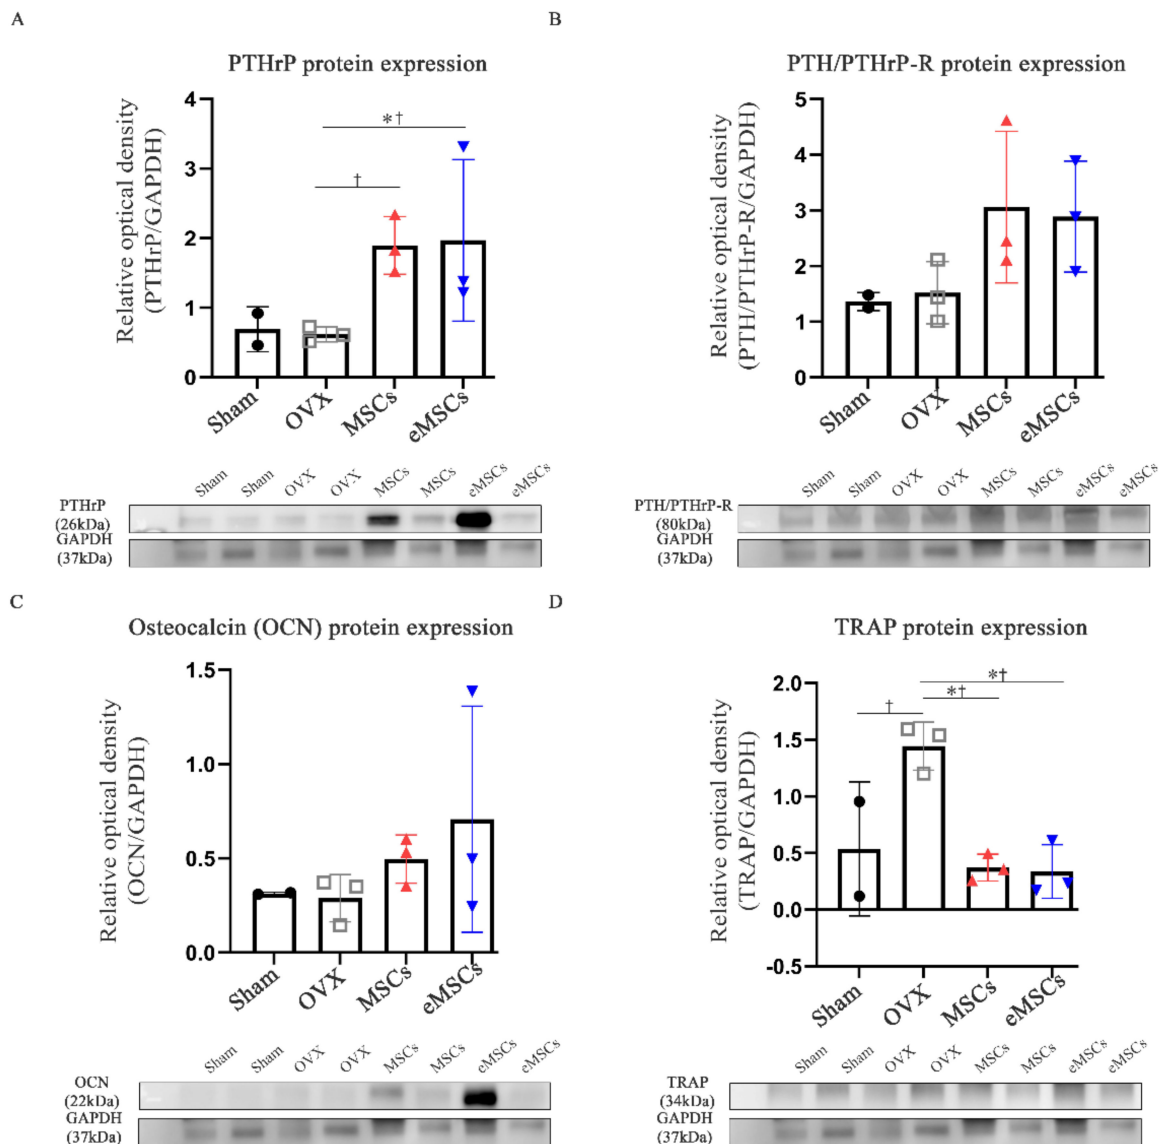 A
PTHrP protein expression
Relative optical density
(PTHrP/GAPDH)
4
3
2
1
0
*†
†
Sham
OVX
MSCs
eMSCs
Sham
Sham
OVX
OVX
MSCs
MSCs
eMSCs
eMSCs
PTHrP
(26kDa)
GAPDH
(37kDa)
B
PTH/PTHrP-R protein expression
Relative optical density
(PTH/PTHrP-R/GAPDH)
5
4
3
2
1
0
Sham
OVX
MSCs
eMSCs
Sham
Sham
OVX
OVX
MSCs
MSCs
eMSCs
eMSCs
PTH/PTHrP-R
(80kDa)
GAPDH
(37kDa)
C
Osteocalcin (OCN) protein expression
Relative optical density
(OCN/GAPDH)
1.5
1.0
0.5
0.0
Sham
OVX
MSCs
eMSCs
Sham
Sham
OVX
OVX
MSCs
MSCs
eMSCs
eMSCs
OCN
(22kDa)
GAPDH
(37kDa)
D
TRAP protein expression
Relative optical density
(TRAP/GAPDH)
2.0
1.5
1.0
0.5
0.0
-0.5
*†
*†
†
Sham
OVX
MSCs
eMSCs
Sham
Sham
OVX
OVX
MSCs
MSCs
eMSCs
eMSCs
TRAP
(34kDa)
GAPDH
(37kDa)